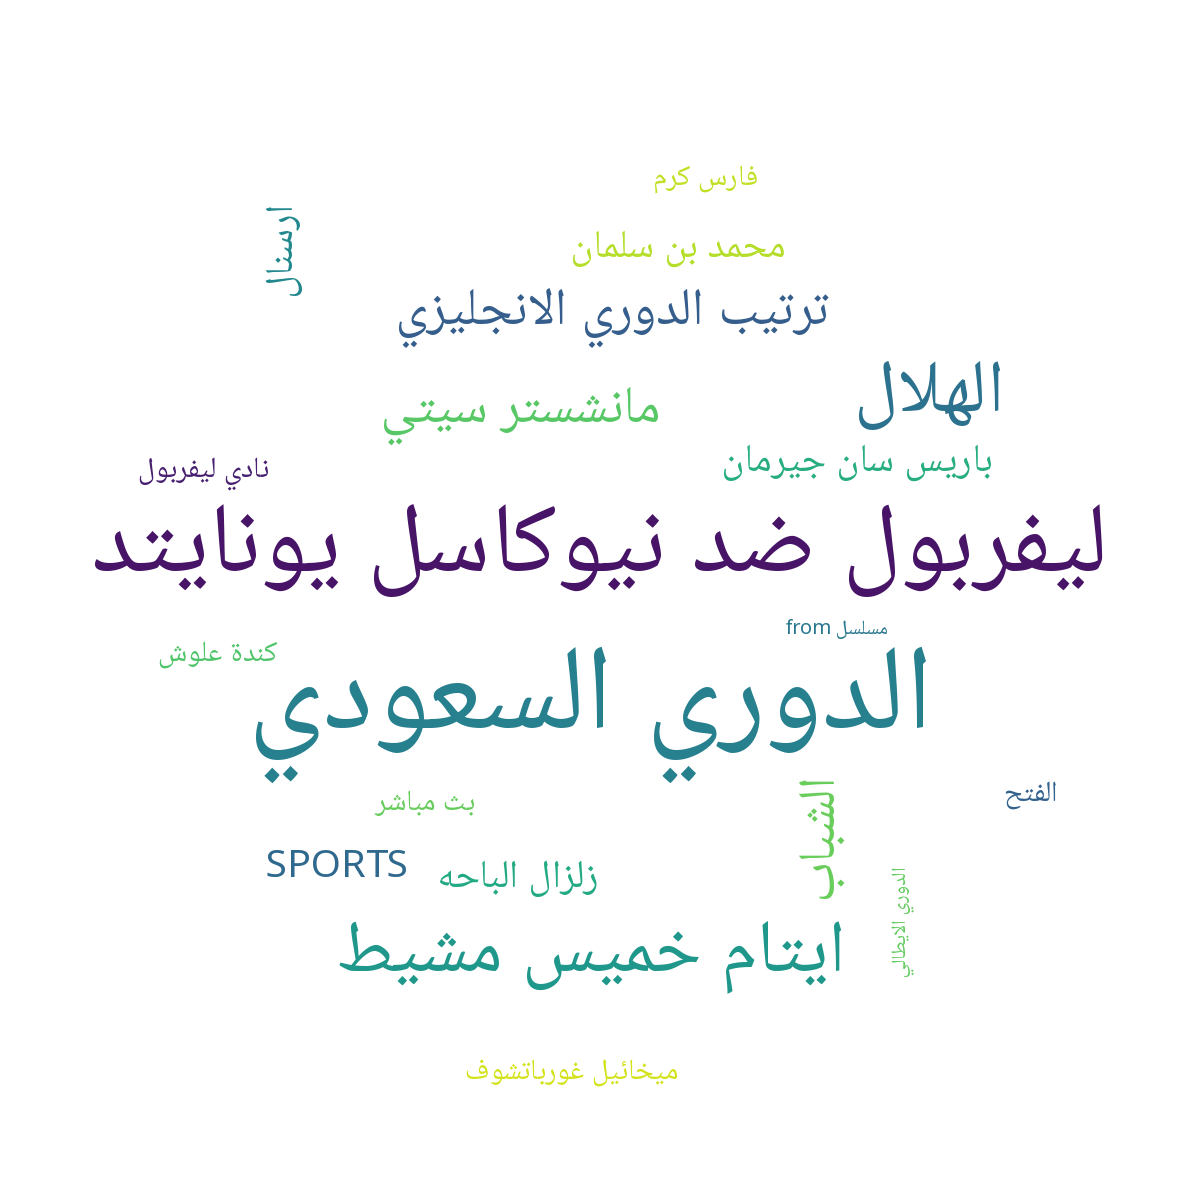 فارس كرم
ارسنال
محمد بن سلمان
ترتيب الدوري الانجليزي
الهلال
مانشستر سيتي
باريس سان جيرمان
نادي ليفربول
ليفربول ضد نيوكاسل يونايتد
مسلسل from
كندة علوش
الدوري السعودي
الفتح
بث مباشر
الشباب
SPORTS
زلزال الباحه
الدوري الايطالي
ايتام خميس مشيط
ميخائيل غورباتشوف